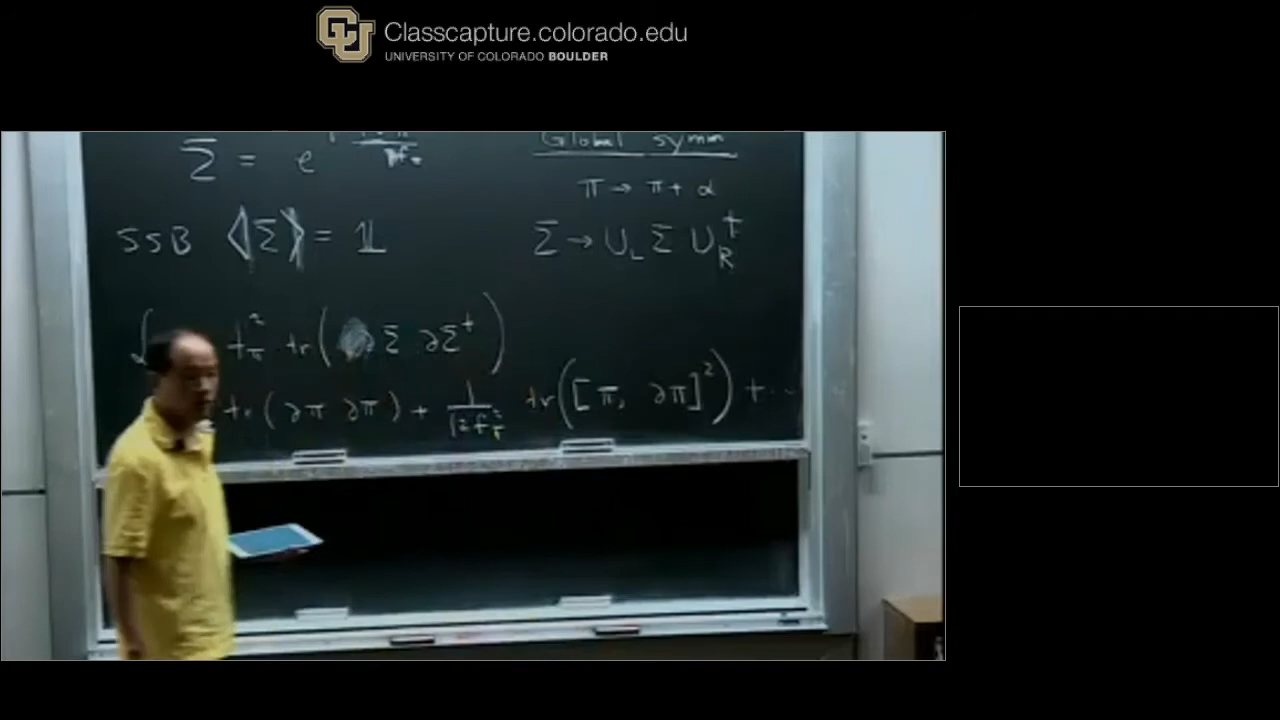 Classcapture.colorado.edu
UNIVERSITY OF COLORADO BOULDER
Σ = e
Global symm
π → π + α
SSB ⟨Σ⟩ = 𝟙
Σ → U_L Σ U_R^†
f_π^2 tr( ∂Σ ∂Σ^† )
tr(∂π ∂π) + 1/(12 f_π^2) tr([π, ∂π]^2) + ...